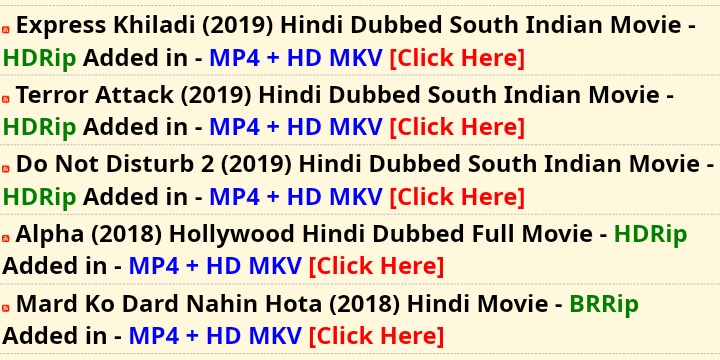 Express Khiladi (2019) Hindi Dubbed South Indian Movie -
HDRip Added in - MP4 + HD MKV [Click Here]
Terror Attack (2019) Hindi Dubbed South Indian Movie -
HDRip Added in - MP4 + HD MKV [Click Here]
Do Not Disturb 2 (2019) Hindi Dubbed South Indian Movie -
HDRip Added in - MP4 + HD MKV [Click Here]
Alpha (2018) Hollywood Hindi Dubbed Full Movie - HDRip
Added in - MP4 + HD MKV [Click Here]
Mard Ko Dard Nahin Hota (2018) Hindi Movie - BRRip
Added in - MP4 + HD MKV [Click Here]